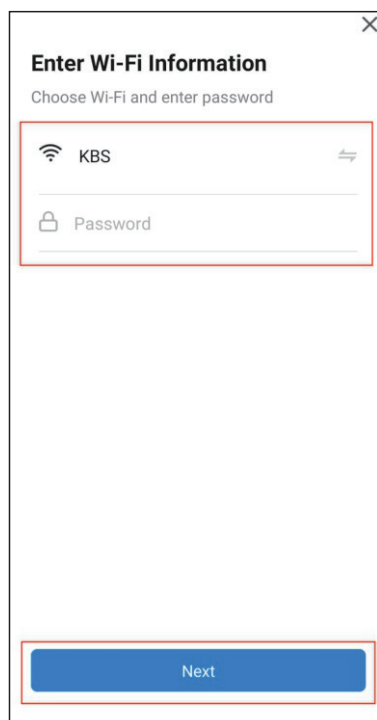 Enter Wi-Fi Information
Choose Wi-Fi and enter password
KBS
Password
Next